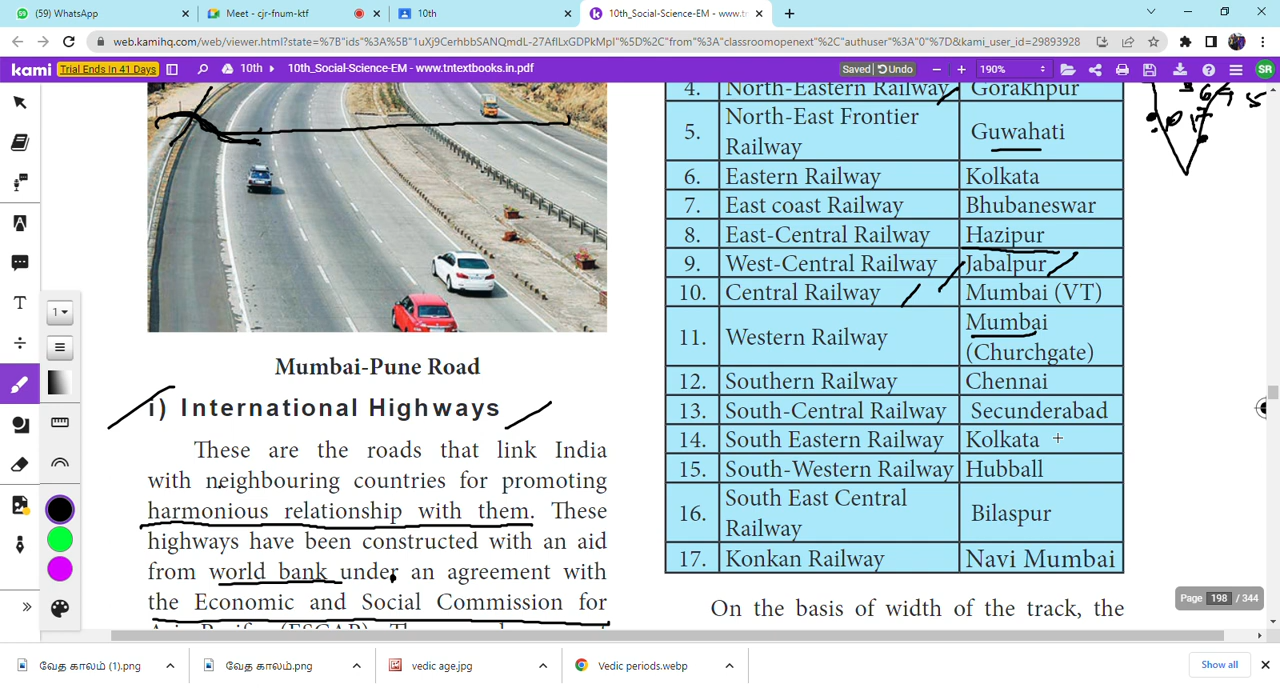 (59) WhatsApp
Meet - cjr-fnum-ktf
10th
10th_Social-Science-EM - www.tn
web.kamihq.com/web/viewer.html?state=%7B"ids"%3A%5B"1uXj9CerhbbSANQmdL-27AfILxGDPkMpI"%5D%2C"from"%3A"classroomopenext"%2C"authuser"%3A"0"%7D&kami_user_id=29893928
kami Trial Ends In 41 Days
10th
10th_Social-Science-EM - www.tntextbooks.in.pdf
Saved Undo
190%
SR
4. North-Eastern Railway Gorakhpur
5. North-East Frontier Railway Guwahati
6. Eastern Railway Kolkata
7. East coast Railway Bhubaneswar
8. East-Central Railway Hazipur
9. West-Central Railway Jabalpur
10. Central Railway Mumbai (VT)
11. Western Railway Mumbai (Churchgate)
12. Southern Railway Chennai
13. South-Central Railway Secunderabad
14. South Eastern Railway Kolkata
15. South-Western Railway Hubball
16. South East Central Railway Bilaspur
17. Konkan Railway Navi Mumbai
On the basis of width of the track, the
Mumbai-Pune Road
i) International Highways
These are the roads that link India
with neighbouring countries for promoting
harmonious relationship with them. These
highways have been constructed with an aid
from world bank under an agreement with
the Economic and Social Commission for
1
Page 198 / 344
வேத காலம் (1).png
வேத காலம்.png
vedic age.jpg
Vedic periods.webp
Show all